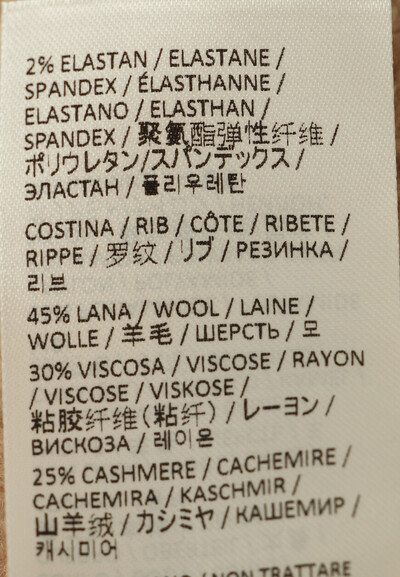 2% ELASTAN / ELASTANE /
SPANDEX / ÉLASTHANNE /
ELASTANO / ELASTHAN /
SPANDEX / 聚氨酯弹性纤维 /
ポリウレタン/スパンデックス /
ЭЛАСТАН / 폴리우레탄
COSTINA / RIB / CÔTE / RIBETE /
RIPPE / 罗纹 / リブ / РЕЗИНКА /
리브
45% LANA / WOOL / LAINE /
WOLLE / 羊毛 / ШЕРСТЬ / 모
30% VISCOSA / VISCOSE / RAYON
/ VISCOSE / VISKOSE /
粘胶纤维(粘纤) / レーヨン /
ВИСКОЗА / 레이온
25% CASHMERE / CACHEMIRE /
CACHEMIRA / KASCHMIR /
山羊绒 / カシミヤ / КАШЕМИР /
캐시미어
/ NON TRATTARE